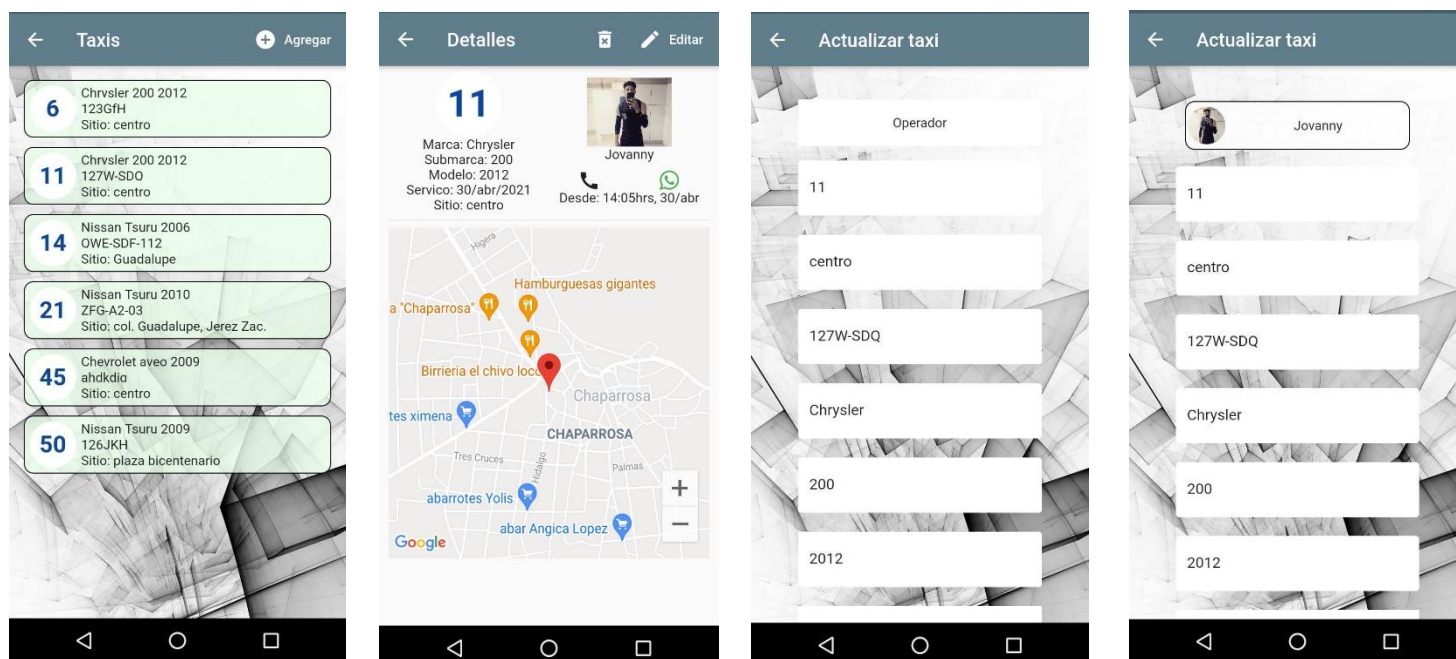 Taxis
Agregar
6
Chrysler 200 2012
123GfH
Sitio: centro
11
Chrysler 200 2012
127W-SDQ
Sitio: centro
14
Nissan Tsuru 2006
OWE-SDF-112
Sitio: Guadalupe
21
Nissan Tsuru 2010
ZFG-A2-03
Sitio: col. Guadalupe, Jerez Zac.
45
Chevrolet aveo 2009
ahdkdiq
Sitio: centro
50
Nissan Tsuru 2009
126JKH
Sitio: plaza bicentenario
Detalles
Editar
11
Marca: Chrysler
Submarca: 200
Modelo: 2012
Servico: 30/abr/2021
Sitio: centro
Jovanny
Desde: 14:05hrs, 30/abr
Higera
Hamburguesas gigantes
a "Chaparrosa"
Birrieria el chivo loco
Chaparrosa
tes ximena
CHAPARROSA
Tres Cruces
Hidalgo
Palmas
abarrotes Yolis
abar Angica Lopez
+
−
Google
Actualizar taxi
Operador
11
centro
127W-SDQ
Chrysler
200
2012
Actualizar taxi
Jovanny
11
centro
127W-SDQ
Chrysler
200
2012